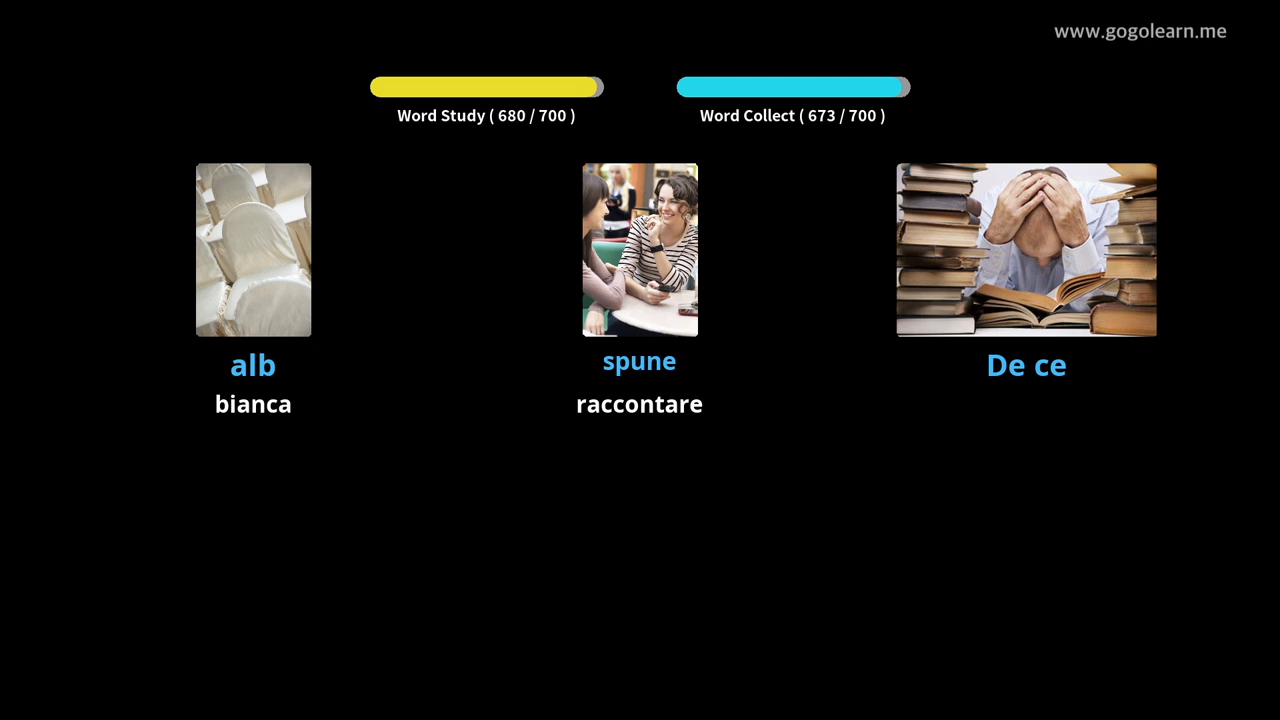 www.gogolearn.me
Word Study ( 680 / 700 )
Word Collect ( 673 / 700 )
alb
spune
De ce
bianca
raccontare